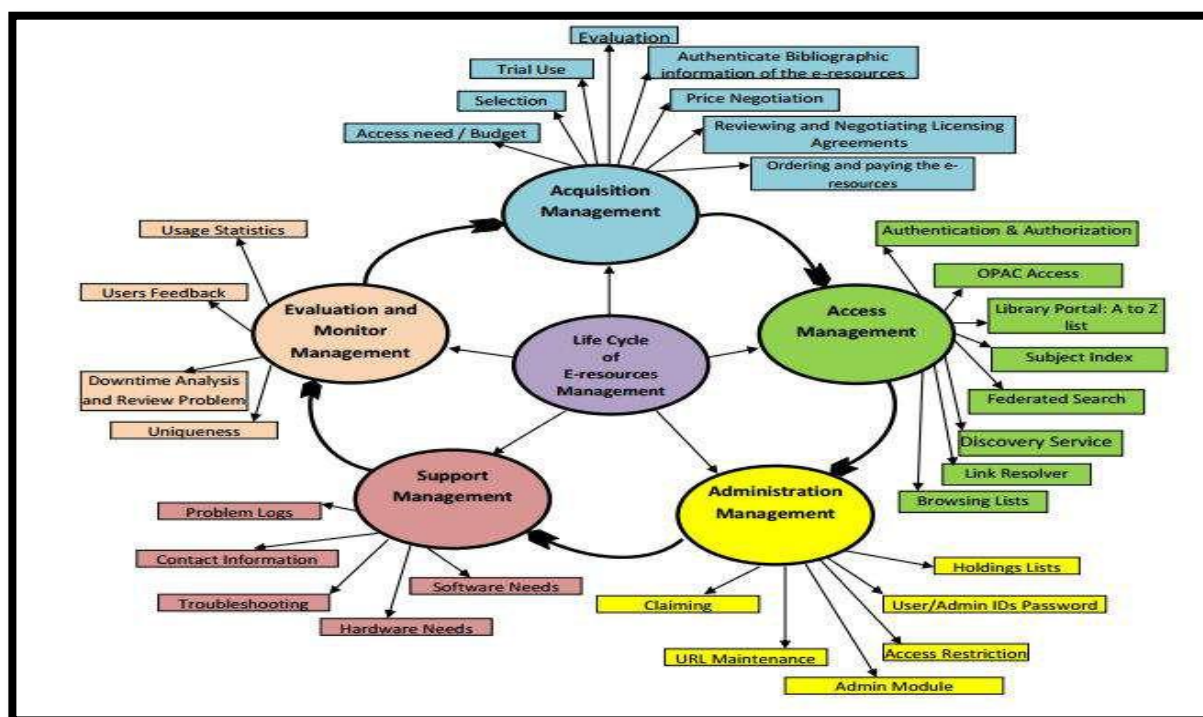 Evaluation
Authenticate Bibliographic
information of the e-resources
Trial Use
Selection
Price Negotiation
Access need / Budget
Reviewing and Negotiating Licensing
Agreements
Ordering and paying the e-
resources
Acquisition
Management
Usage Statistics
Authentication & Authorization
OPAC Access
Users Feedback
Library Portal: A to Z
list
Evaluation and
Monitor
Management
Access
Management
Life Cycle
of
E-resources
Management
Subject Index
Downtime Analysis
and Review Problem
Federated Search
Uniqueness
Discovery Service
Link Resolver
Browsing Lists
Support
Management
Administration
Management
Problem Logs
Contact Information
Software Needs
Troubleshooting
Hardware Needs
Holdings Lists
Claiming
User/Admin IDs Password
Access Restriction
URL Maintenance
Admin Module